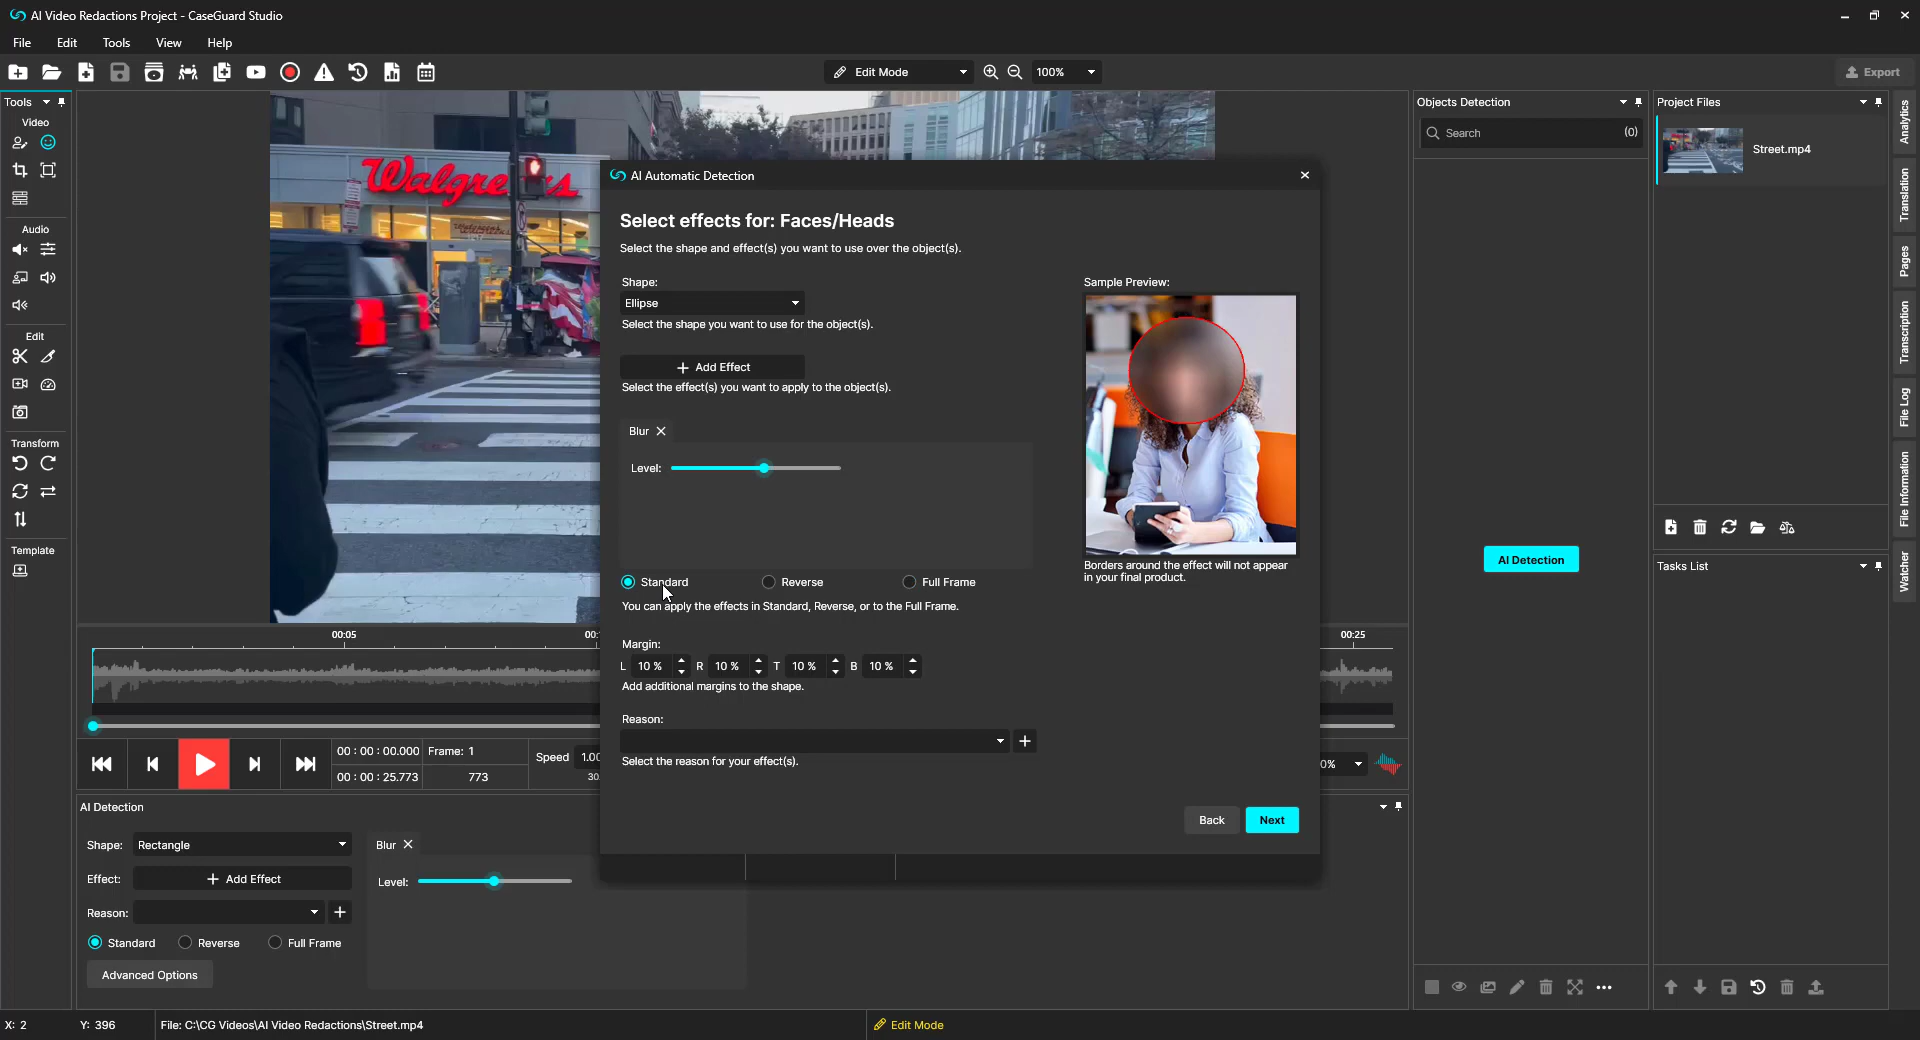 AI Video Redactions Project - CaseGuard Studio
File Edit Tools View Help
Edit Mode 100% Export
Tools
Video
Audio
Edit
Transform
Template
Walgre s
Objects Detection
Search (0)
AI Detection
Project Files
Street.mp4
Tasks List
Analytics
Translation
Pages
Transcription
File Log
File Information
Watcher
AI Automatic Detection
Select effects for: Faces/Heads
Select the shape and effect(s) you want to use over the object(s).
Shape:
Ellipse
Select the shape you want to use for the object(s).
Add Effect
Select the effect(s) you want to apply to the object(s).
Blur
Level:
Standard Reverse Full Frame
You can apply the effects in Standard, Reverse, or to the Full Frame.
Margin:
L 10 % R 10 % T 10 % B 10 %
Add additional margins to the shape.
Reason:
Select the reason for your effect(s).
Sample Preview:
Borders around the effect will not appear
in your final product.
Back Next
00:05 00: 00:25
00 : 00 : 00.000 Frame: 1
00 : 00 : 25.773 773
Speed 1.00
30.
0%
AI Detection
Shape: Rectangle
Effect: Add Effect
Reason:
Standard Reverse Full Frame
Advanced Options
Blur
Level:
X: 2 Y: 396 File: C:\CG Videos\AI Video Redactions\Street.mp4 Edit Mode